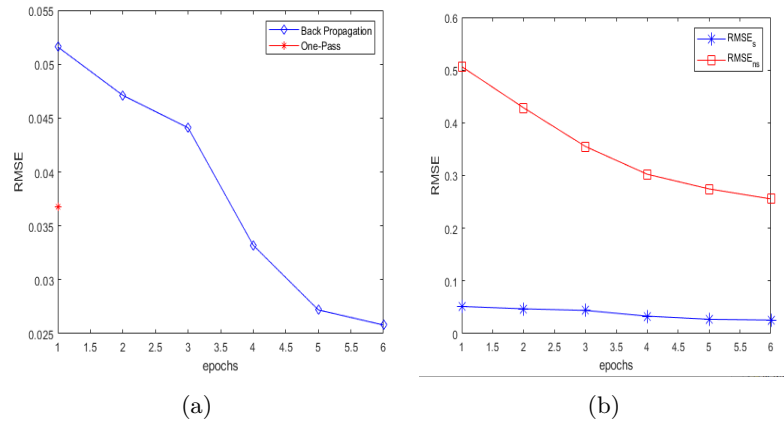 0.055
0.05
0.045
0.04
0.035
0.03
0.025
RMSE
1 1.5 2 2.5 3 3.5 4 4.5 5 5.5 6
epochs
Back Propagation
One-Pass
(a)
0.6
0.5
0.4
0.3
0.2
0.1
0
RMSE
1 1.5 2 2.5 3 3.5 4 4.5 5 5.5 6
epochs
RMSE_s
RMSE_ns
(b)